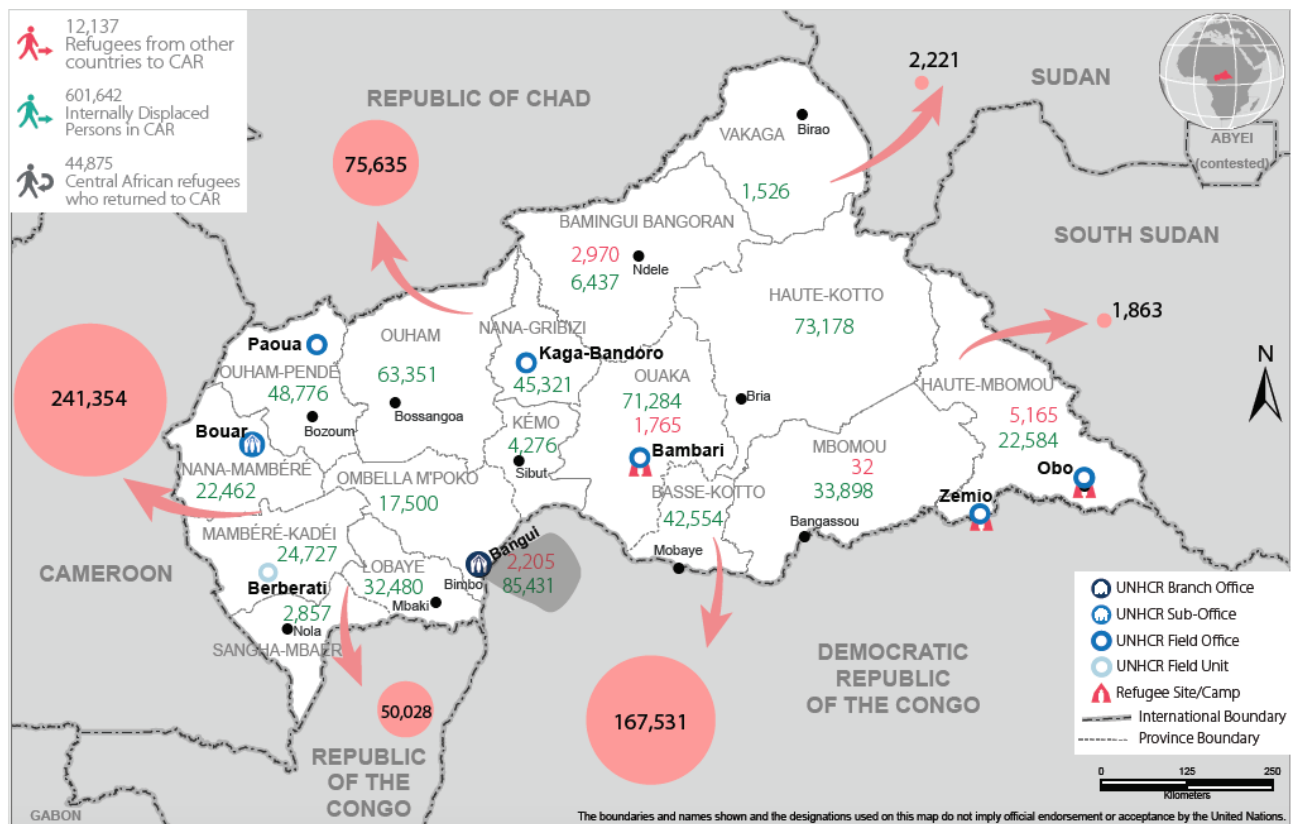 12,137
Refugees from other
countries to CAR
601,642
Internally Displaced
Persons in CAR
44,875
Central African refugees
who returned to CAR
REPUBLIC OF CHAD
75,635
2,221
SUDAN
ABYEI
(contested)
VAKAGA
Birao
1,526
BAMINGUI BANGORAN
2,970
Ndele
6,437
SOUTH SUDAN
1,863
HAUTE-KOTTO
73,178
Bria
OUHAM
63,351
Bossangoa
NANA-GRIBIZI
Kaga-Bandoro
45,321
Paoua
OUHAM-PENDÉ
48,776
Bozoum
241,354
Bouar
NANA-MAMBÉRÉ
22,462
OUAKA
71,284
1,765
Bambari
KÉMO
4,276
Sibut
HAUTE-MBOMOU
5,165
22,584
Obo
Zemio
MBOMOU
32
33,898
Bangassou
OMBELLA M'POKO
17,500
BASSE-KOTTO
42,554
Mobaye
MAMBÉRÉ-KADÉI
24,727
Berberati
LOBAYE
32,480
Mbaki
Bangui
Bimbo
2,205
85,431
2,857
Nola
SANGHA-MBAER
CAMEROON
50,028
REPUBLIC
OF THE
CONGO
167,531
DEMOCRATIC
REPUBLIC
OF THE CONGO
GABON
N
UNHCR Branch Office
UNHCR Sub-Office
UNHCR Field Office
UNHCR Field Unit
Refugee Site/Camp
International Boundary
Province Boundary
0 125 250
Kilometers
The boundaries and names shown and the designations used on this map do not imply official endorsement or acceptance by the United Nations.